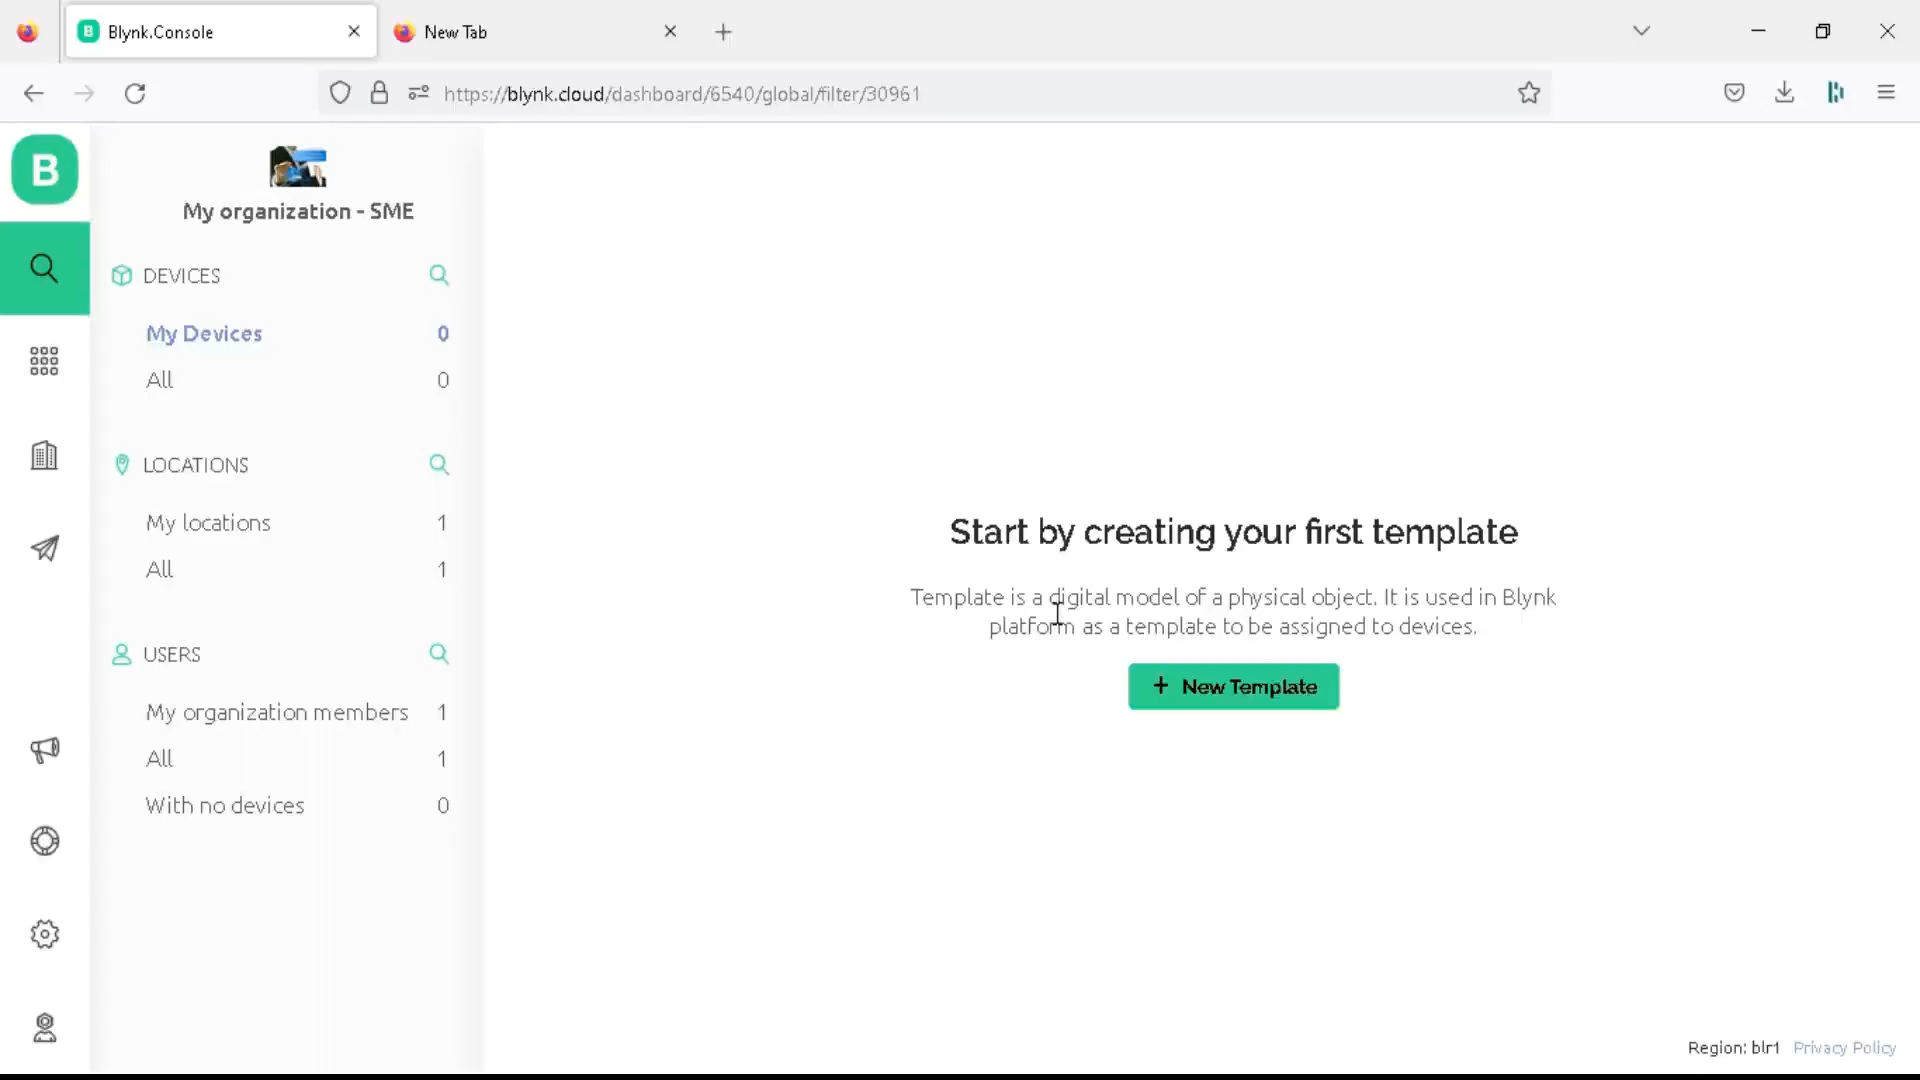 B Blynk.Console
New Tab
https://blynk.cloud/dashboard/6540/global/filter/30961
B
My organization - SME
DEVICES
My Devices 0
All 0
LOCATIONS
My locations 1
All 1
USERS
My organization members 1
All 1
With no devices 0
Start by creating your first template
Template is a digital model of a physical object. It is used in Blynk
platform as a template to be assigned to devices.
+ New Template
Region: blr1 Privacy Policy